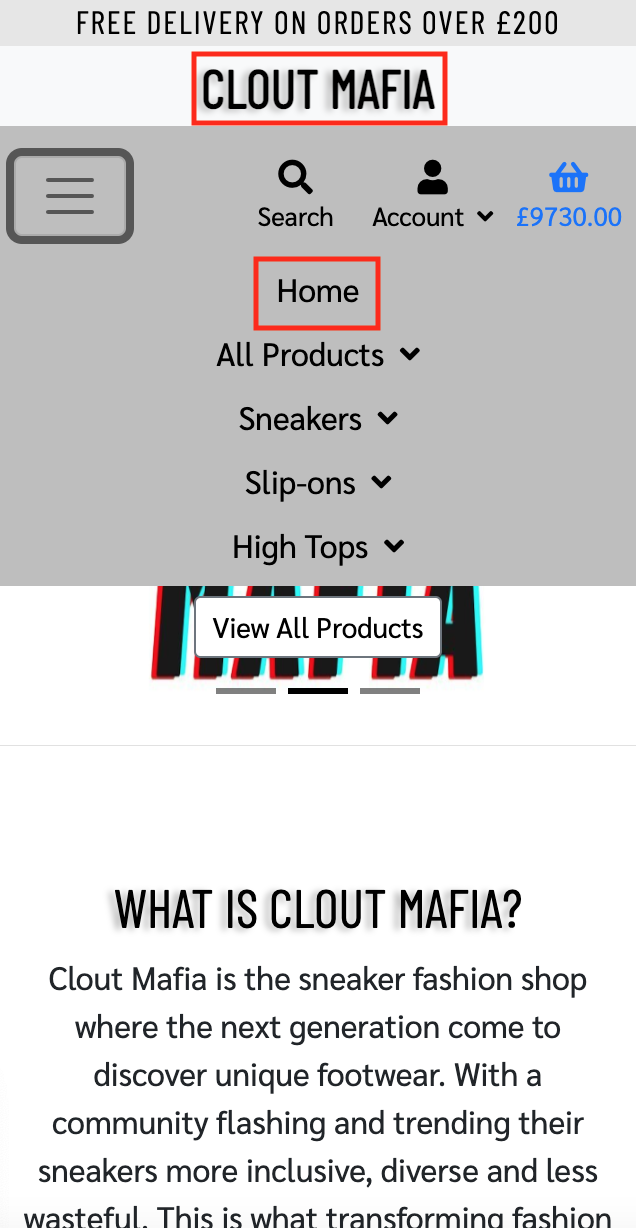 FREE DELIVERY ON ORDERS OVER £200
CLOUT MAFIA
Search
Account
£9730.00
Home
All Products
Sneakers
Slip-ons
High Tops
MAFIA
View All Products
WHAT IS CLOUT MAFIA?
Clout Mafia is the sneaker fashion shop
where the next generation come to
discover unique footwear. With a
community flashing and trending their
sneakers more inclusive, diverse and less
wasteful. This is what transforming fashion